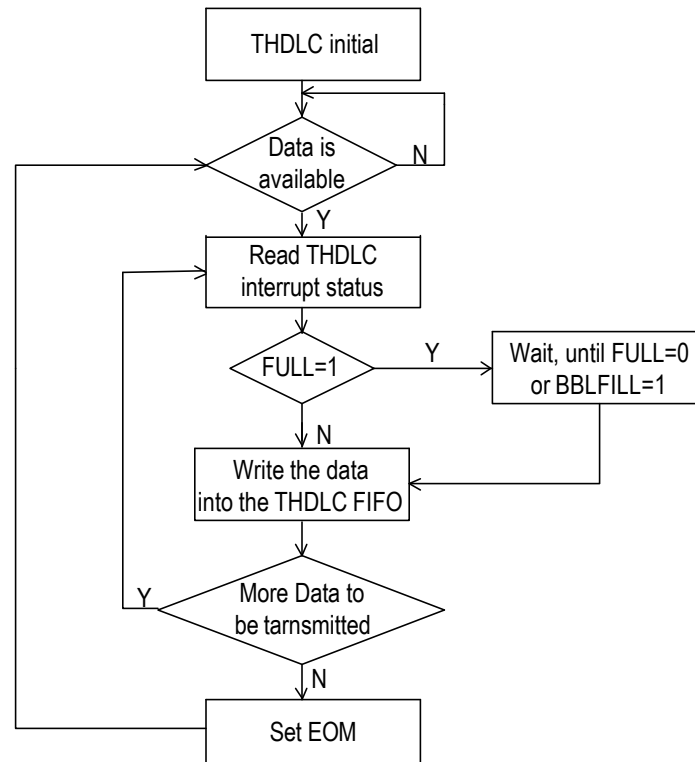 THDLC initial
Data is
available
N
Y
Read THDLC
interrupt status
FULL=1
Y
Wait, until FULL=0
or BBLFILL=1
N
Write the data
into the THDLC FIFO
More Data to
be tarnsmitted
Y
N
Set EOM